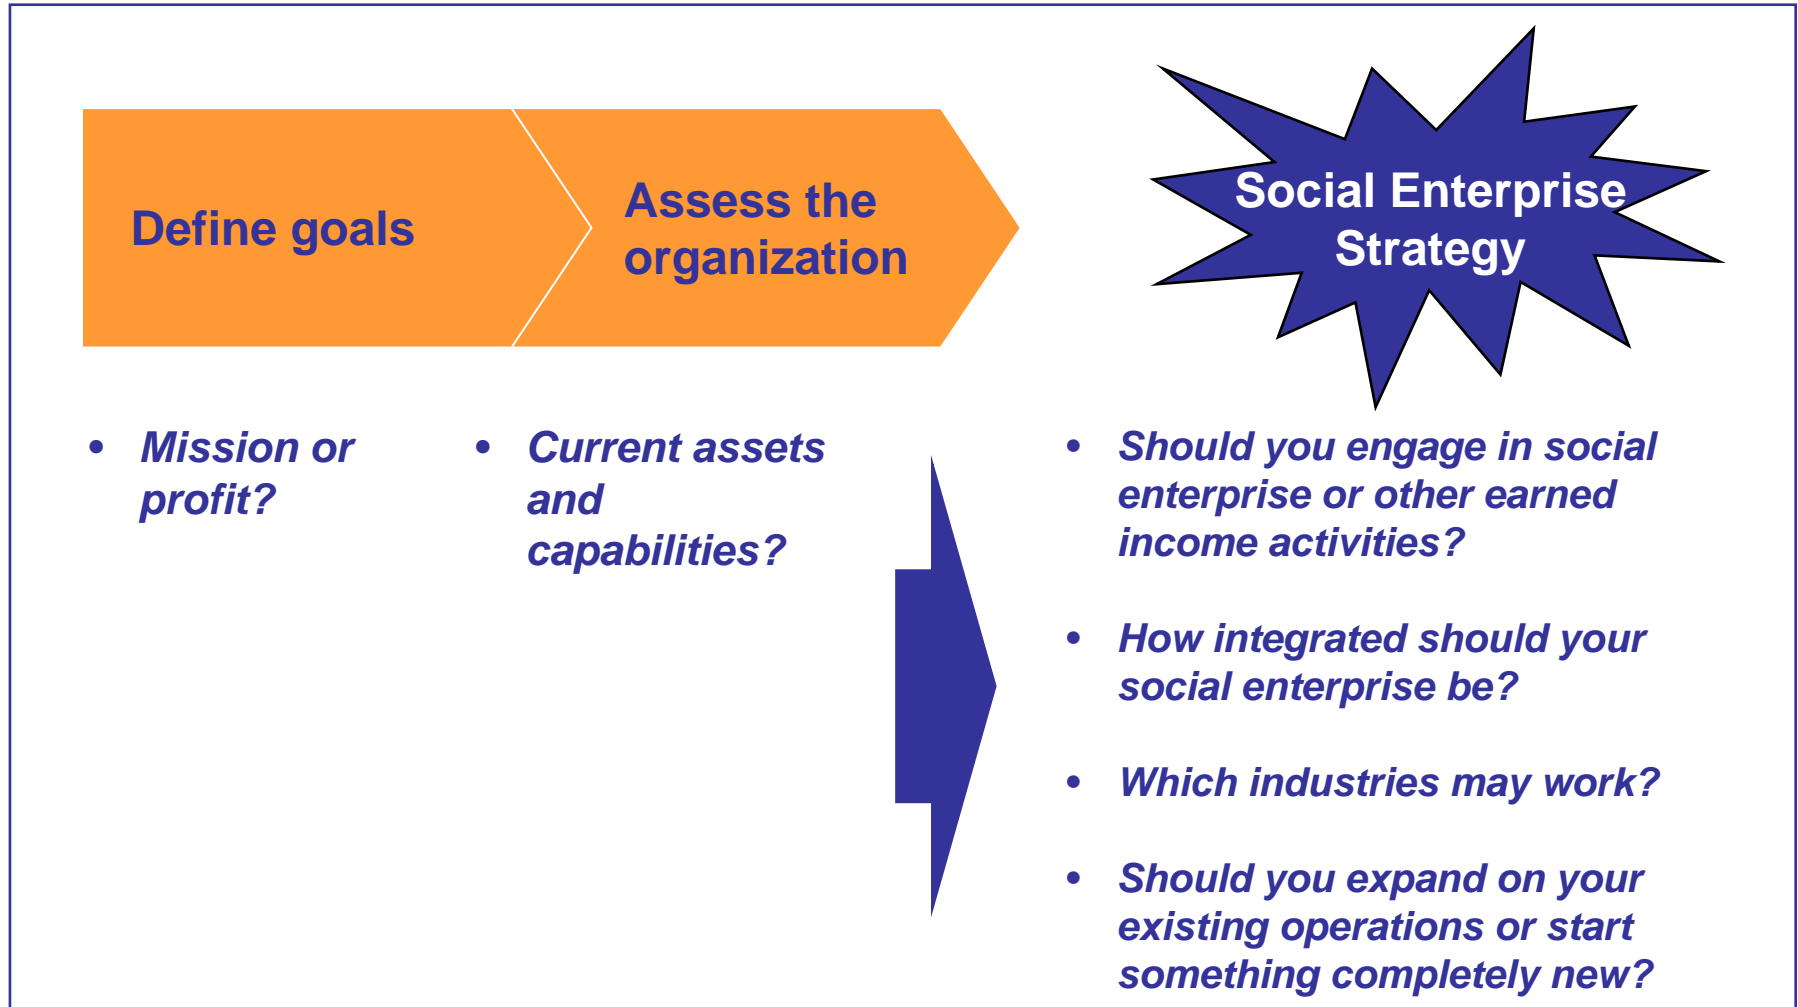 Define goals
Assess the
organization
Social Enterprise
Strategy
• Mission or
profit?
• Current assets
and
capabilities?
• Should you engage in social
enterprise or other earned
income activities?
• How integrated should your
social enterprise be?
• Which industries may work?
• Should you expand on your
existing operations or start
something completely new?